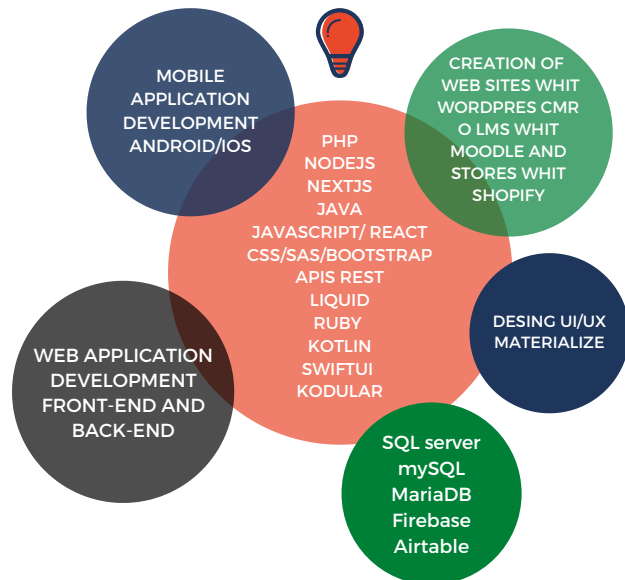 MOBILE
APPLICATION
DEVELOPMENT
ANDROID/IOS
CREATION OF
WEB SITES WHIT
WORDPRES CMR
O LMS WHIT
MOODLE AND
STORES WHIT
SHOPIFY
PHP
NODEJS
NEXTJS
JAVA
JAVASCRIPT/ REACT
CSS/SAS/BOOTSTRAP
APIS REST
LIQUID
RUBY
KOTLIN
SWIFTUI
KODULAR
DESING UI/UX
MATERIALIZE
WEB APPLICATION
DEVELOPMENT
FRONT-END AND
BACK-END
SQL server
mySQL
MariaDB
Firebase
Airtable